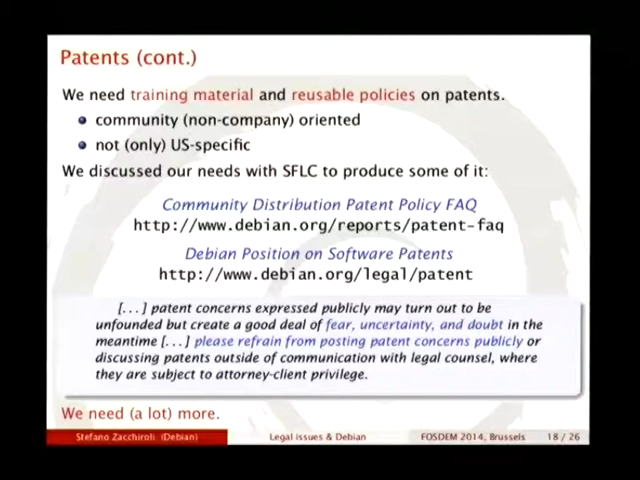 Patents (cont.)
We need training material and reusable policies on patents.
community (non-company) oriented
not (only) US-specific
We discussed our needs with SFLC to produce some of it:
Community Distribution Patent Policy FAQ
http://www.debian.org/reports/patent-faq
Debian Position on Software Patents
http://www.debian.org/legal/patent
[...] patent concerns expressed publicly may turn out to be
unfounded but create a good deal of fear, uncertainty, and doubt in the
meantime [...] please refrain from posting patent concerns publicly or
discussing patents outside of communication with legal counsel, where
they are subject to attorney-client privilege.
We need (a lot) more.
Stefano Zacchiroli (Debian) Legal issues & Debian FOSDEM 2014, Brussels 18 / 26